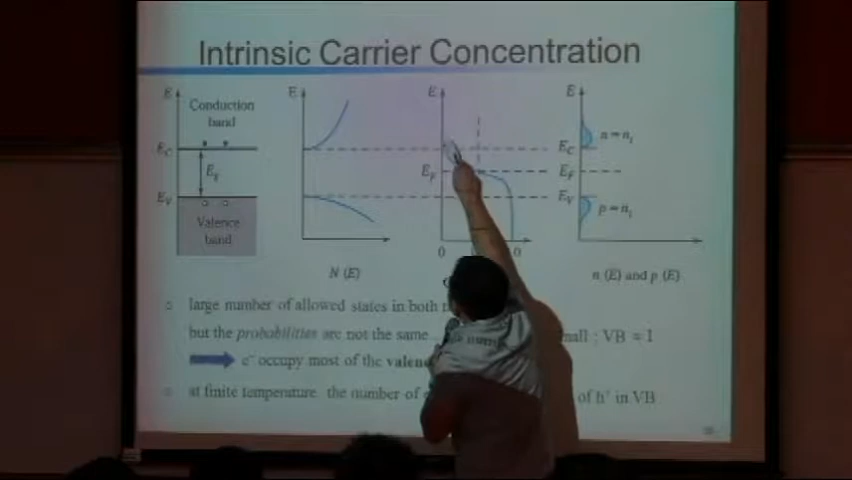 Intrinsic Carrier Concentration
E
Conduction
band
E_C
E_g
E_V
Valence
band
E
N (E)
E
E_F
0
0
E
E_C
E_F
E_V
n = n_i
p = n_i
n (E) and p (E)
large number of allowed states in both
but the probabilities are not the same
mall ; VB ≈ 1
e⁻ occupy most of the valen
at finite temperature the number of
of h⁺ in VB